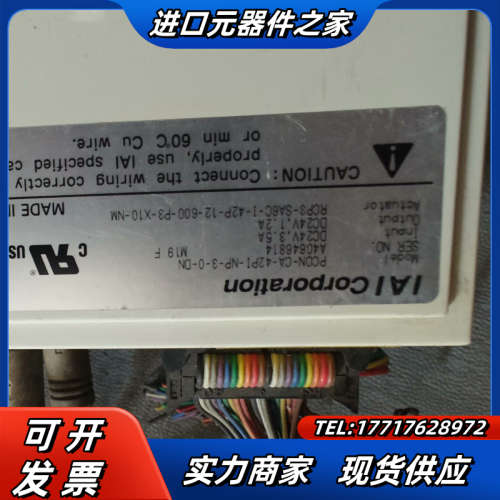 进口元器件之家
IAI Corporation
Model PCON-CA-42PI-NP-3-0-DN
SER NO. A40646814 M19 F
Input DC24V,3.5A
Output DC24V,1.2A
Actuator RCP3-SA6C-I-42P-12-600-P3-X10-NM
MADE I
CAUTION: Connect the wiring correctly
properly, use IAI specified ca
or min 60°C Cu wire.
C US
TEL:17717628972
可开
发票
实力商家 现货供应